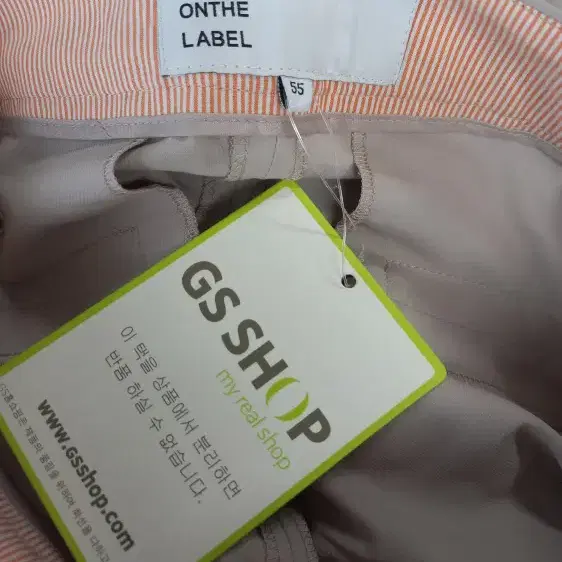 ONTHE
LABEL
55
GS SHOP
my real shop
이 택을 상품에서 분리하면
반품 하실 수 없습니다.
www.GSshop.com